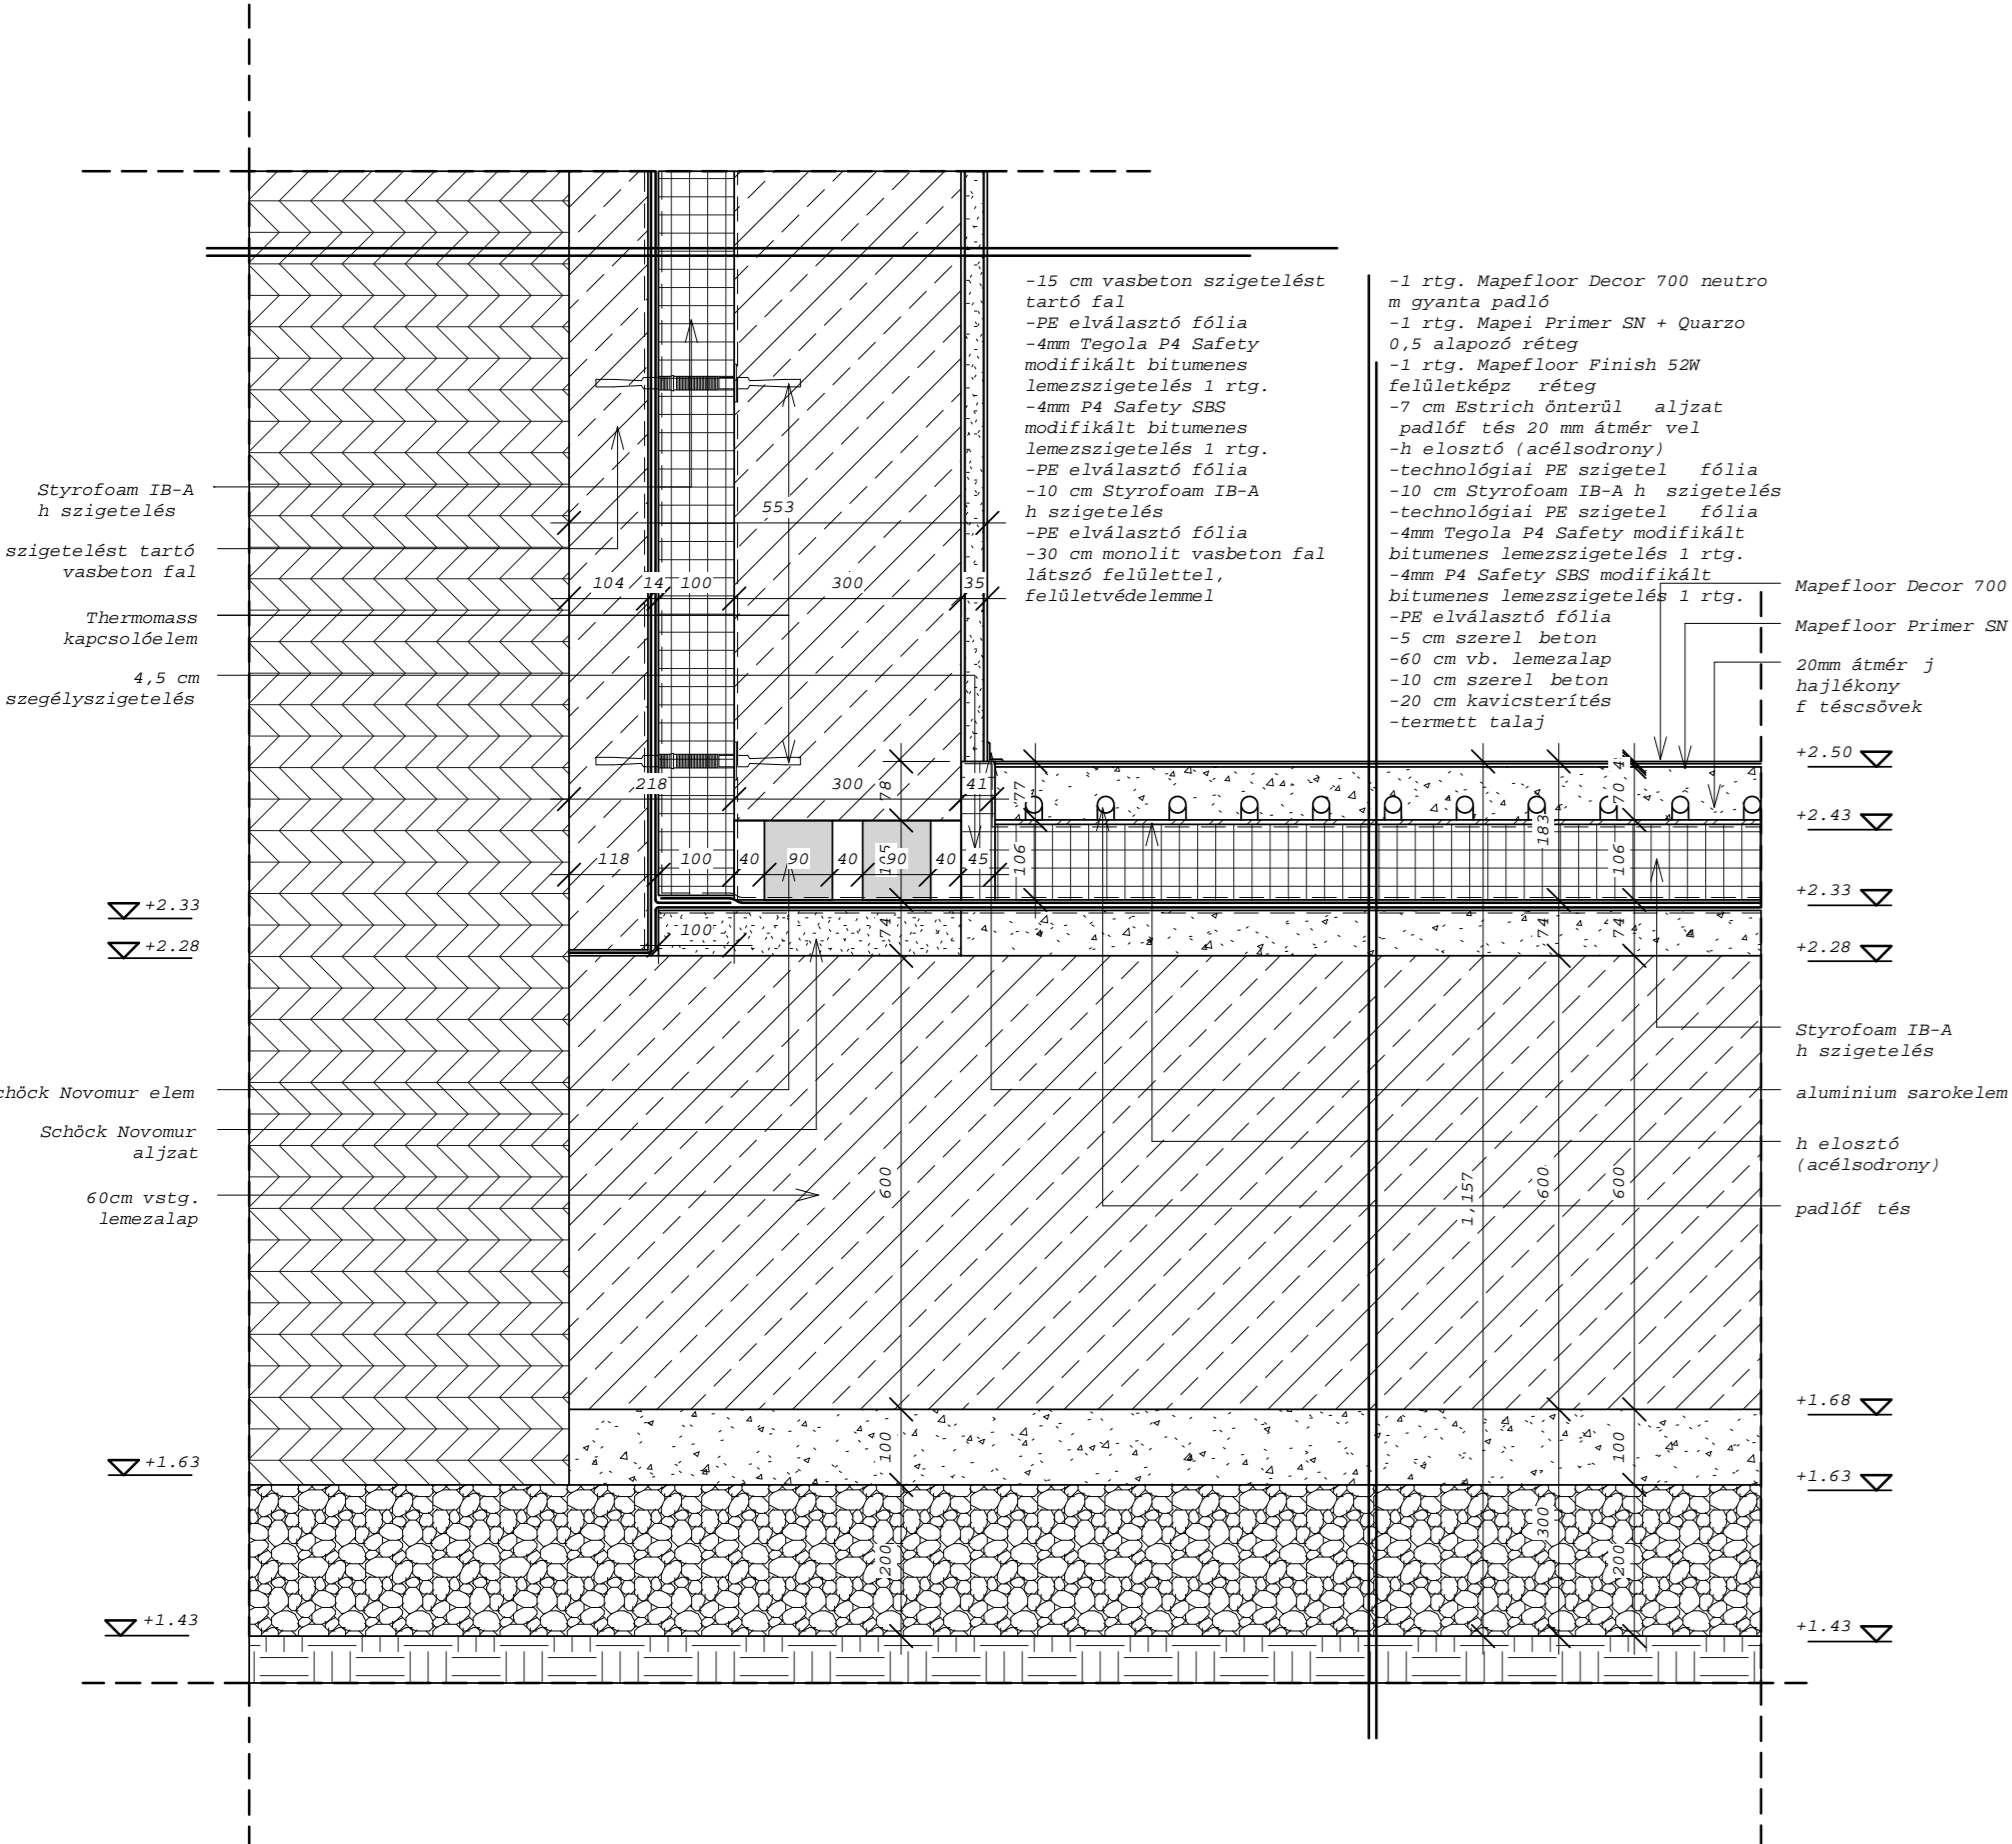 -15 cm vasbeton szigetelést
tartó fal
-PE elválasztó fólia
-4mm Tegola P4 Safety
modifikált bitumenes
lemezszigetelés 1 rtg.
-4mm P4 Safety SBS
modifikált bitumenes
lemezszigetelés 1 rtg.
-PE elválasztó fólia
-10 cm Styrofoam IB-A
h szigetelés
-PE elválasztó fólia
-30 cm monolit vasbeton fal
látszó felülettel,
felületvédelemmel
-1 rtg. Mapefloor Decor 700 neutro
m gyanta padló
-1 rtg. Mapei Primer SN + Quarzo
0,5 alapozó réteg
-1 rtg. Mapefloor Finish 52W
felületképz réteg
-7 cm Estrich önterül aljzat
padlóf tés 20 mm átmér vel
-h elosztó (acélsodrony)
-technológiai PE szigetel fólia
-10 cm Styrofoam IB-A h szigetelés
-technológiai PE szigetel fólia
-4mm Tegola P4 Safety modifikált
bitumenes lemezszigetelés 1 rtg.
-4mm P4 Safety SBS modifikált
bitumenes lemezszigetelés 1 rtg.
-PE elválasztó fólia
-5 cm szerel beton
-60 cm vb. lemezalap
-10 cm szerel beton
-20 cm kavicsterítés
-termett talaj
Styrofoam IB-A
h szigetelés
szigetelést tartó
vasbeton fal
Thermomass
kapcsolóelem
4,5 cm
szegélyszigetelés
+2.33
+2.28
chöck Novomur elem
Schöck Novomur
aljzat
60cm vstg.
lemezalap
+1.63
+1.43
553
104 14 100 300 35
218 300 41
78
77
118 100 40 90 40 90 40 45
106
100
74
183
4
70
106
74
74
600
1,157
600
600
100
100
200
300
200
Mapefloor Decor 700
Mapefloor Primer SN
20mm átmér j
hajlékony
f téscsövek
+2.50
+2.43
+2.33
+2.28
Styrofoam IB-A
h szigetelés
aluminium sarokelem
h elosztó
(acélsodrony)
padlóf tés
+1.68
+1.63
+1.43